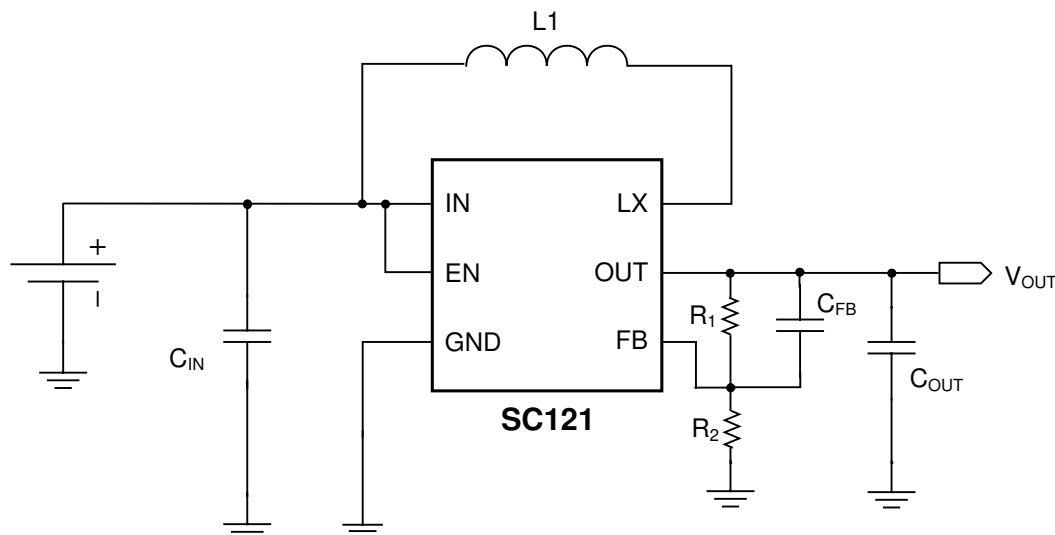 L1
IN
LX
+
EN
OUT
V_OUT
–
R_1
C_FB
GND
FB
C_IN
C_OUT
SC121
R_2